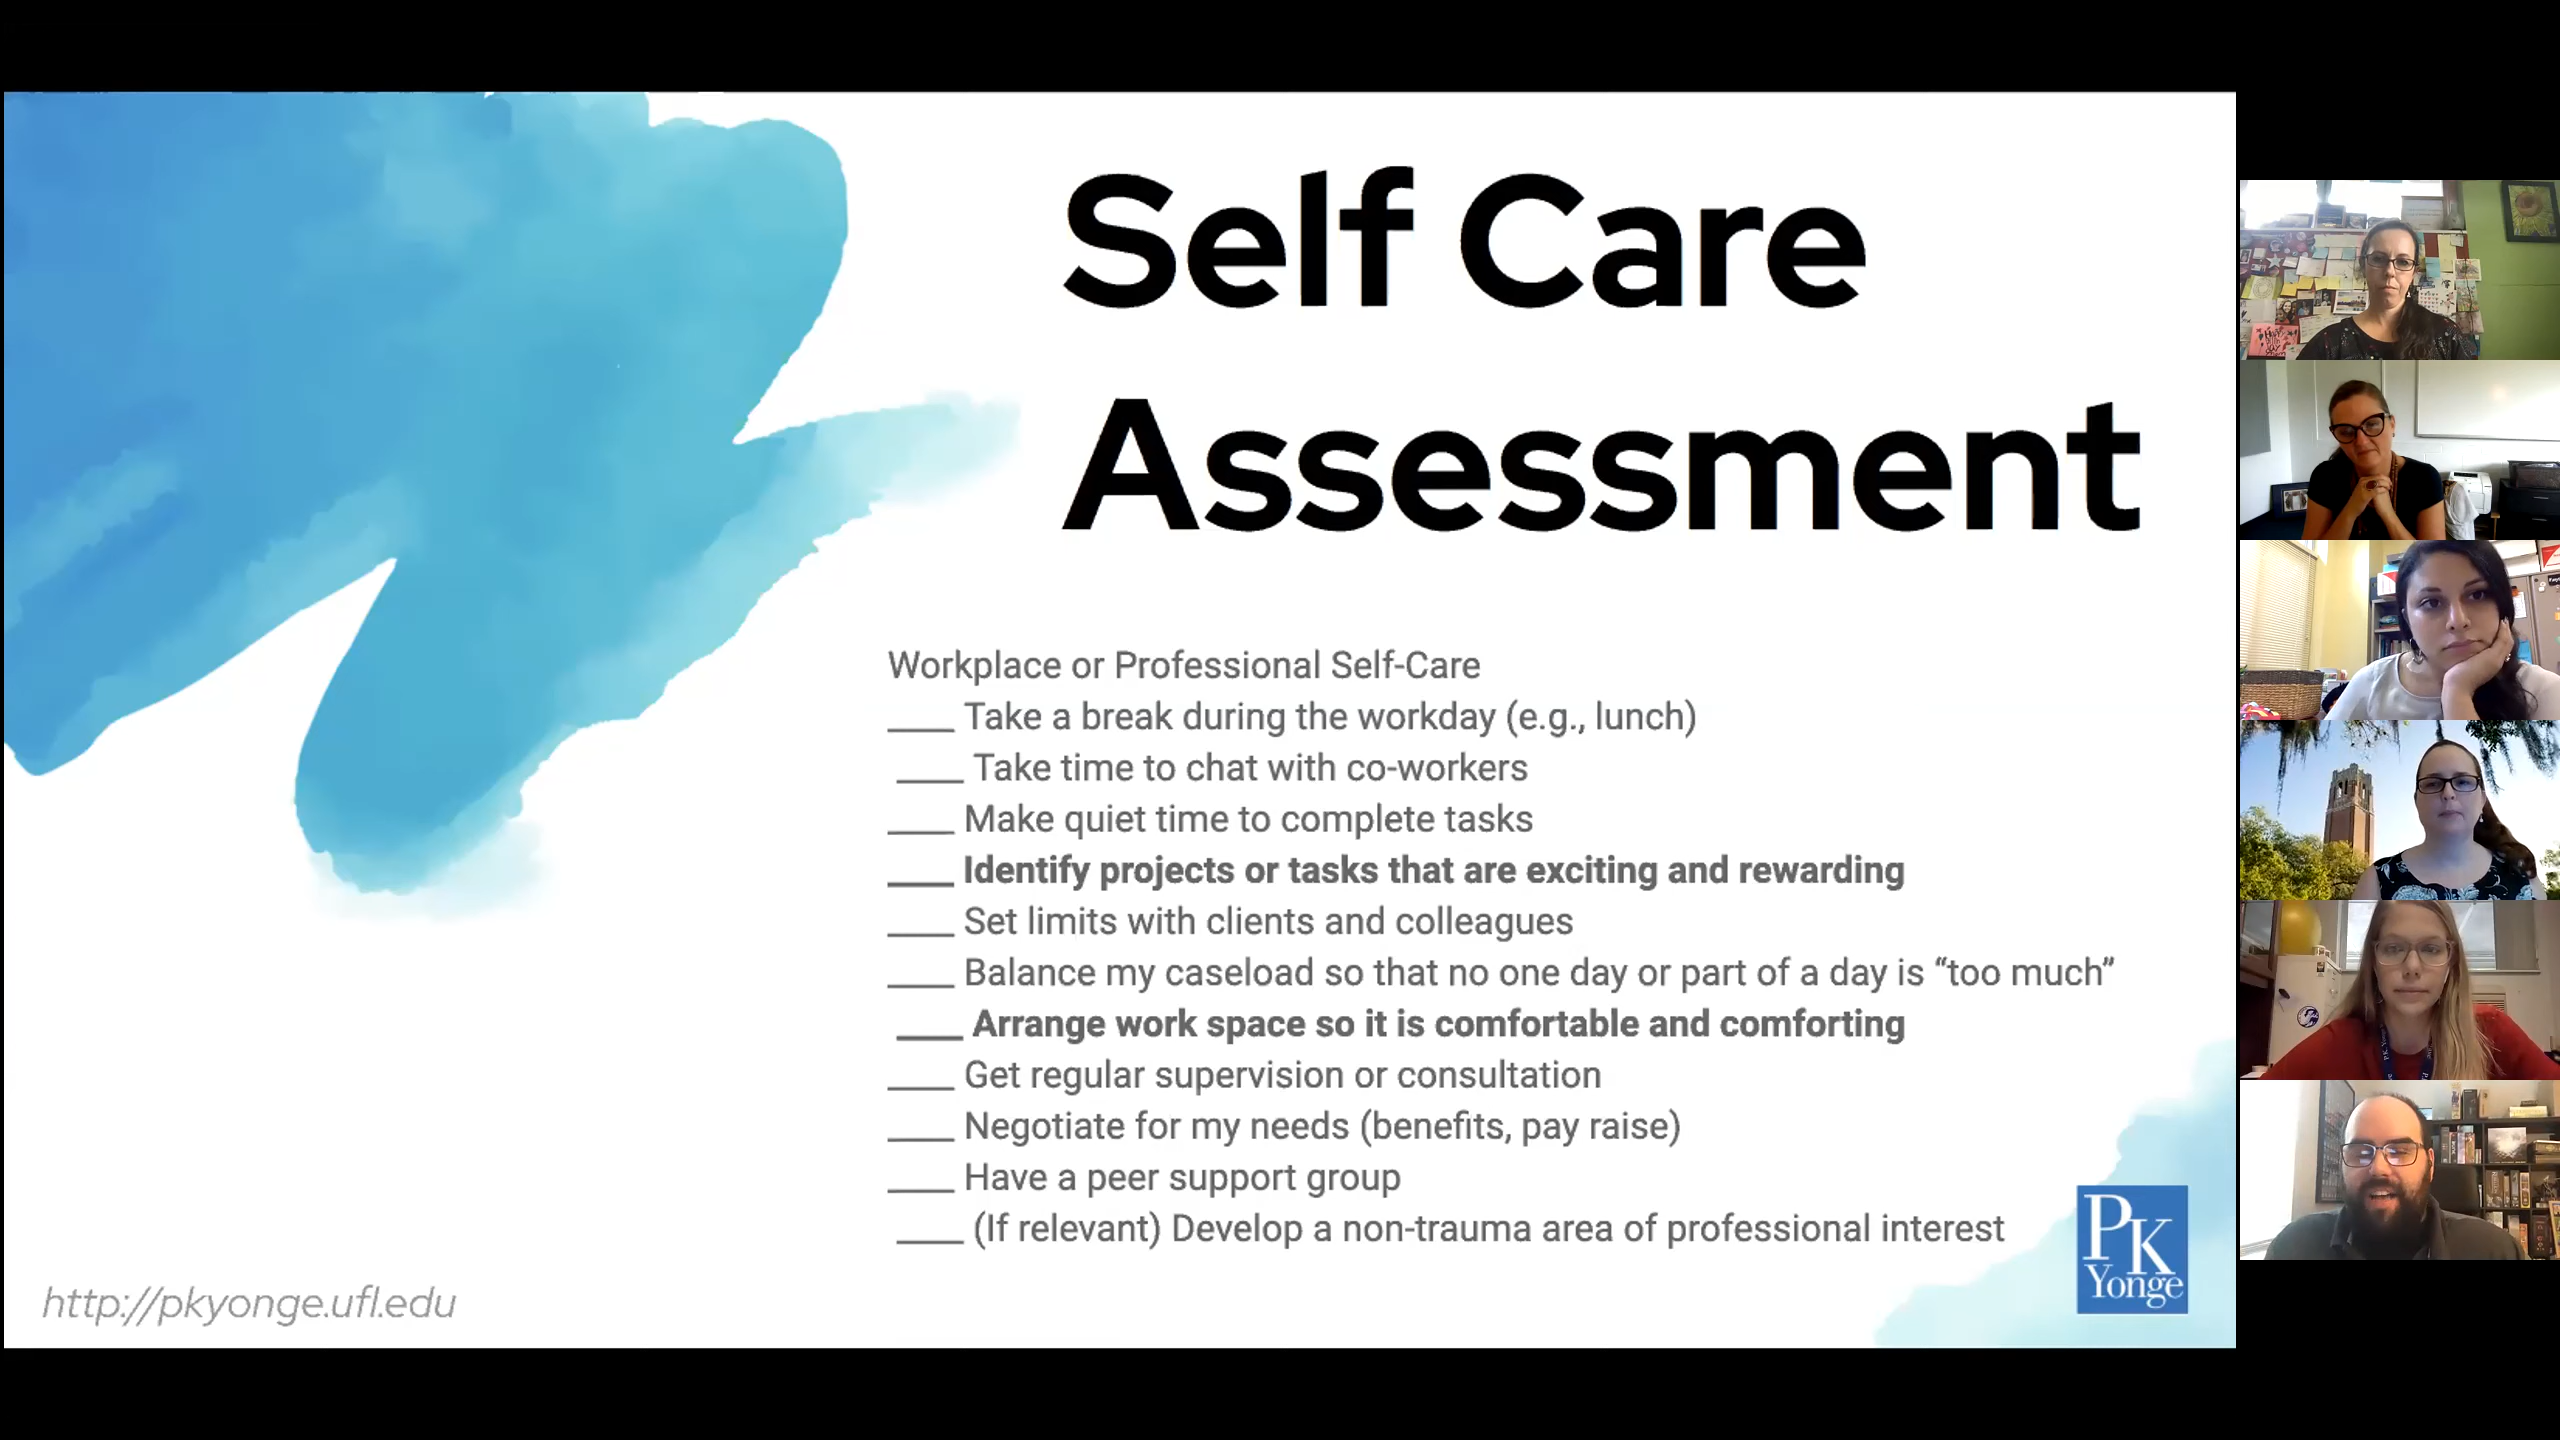 Self Care
Assessment
Workplace or Professional Self-Care
____ Take a break during the workday (e.g., lunch)
____ Take time to chat with co-workers
____ Make quiet time to complete tasks
____ Identify projects or tasks that are exciting and rewarding
____ Set limits with clients and colleagues
____ Balance my caseload so that no one day or part of a day is “too much”
____ Arrange work space so it is comfortable and comforting
____ Get regular supervision or consultation
____ Negotiate for my needs (benefits, pay raise)
____ Have a peer support group
____ (If relevant) Develop a non-trauma area of professional interest
http://pkyonge.ufl.edu
PK
Yonge